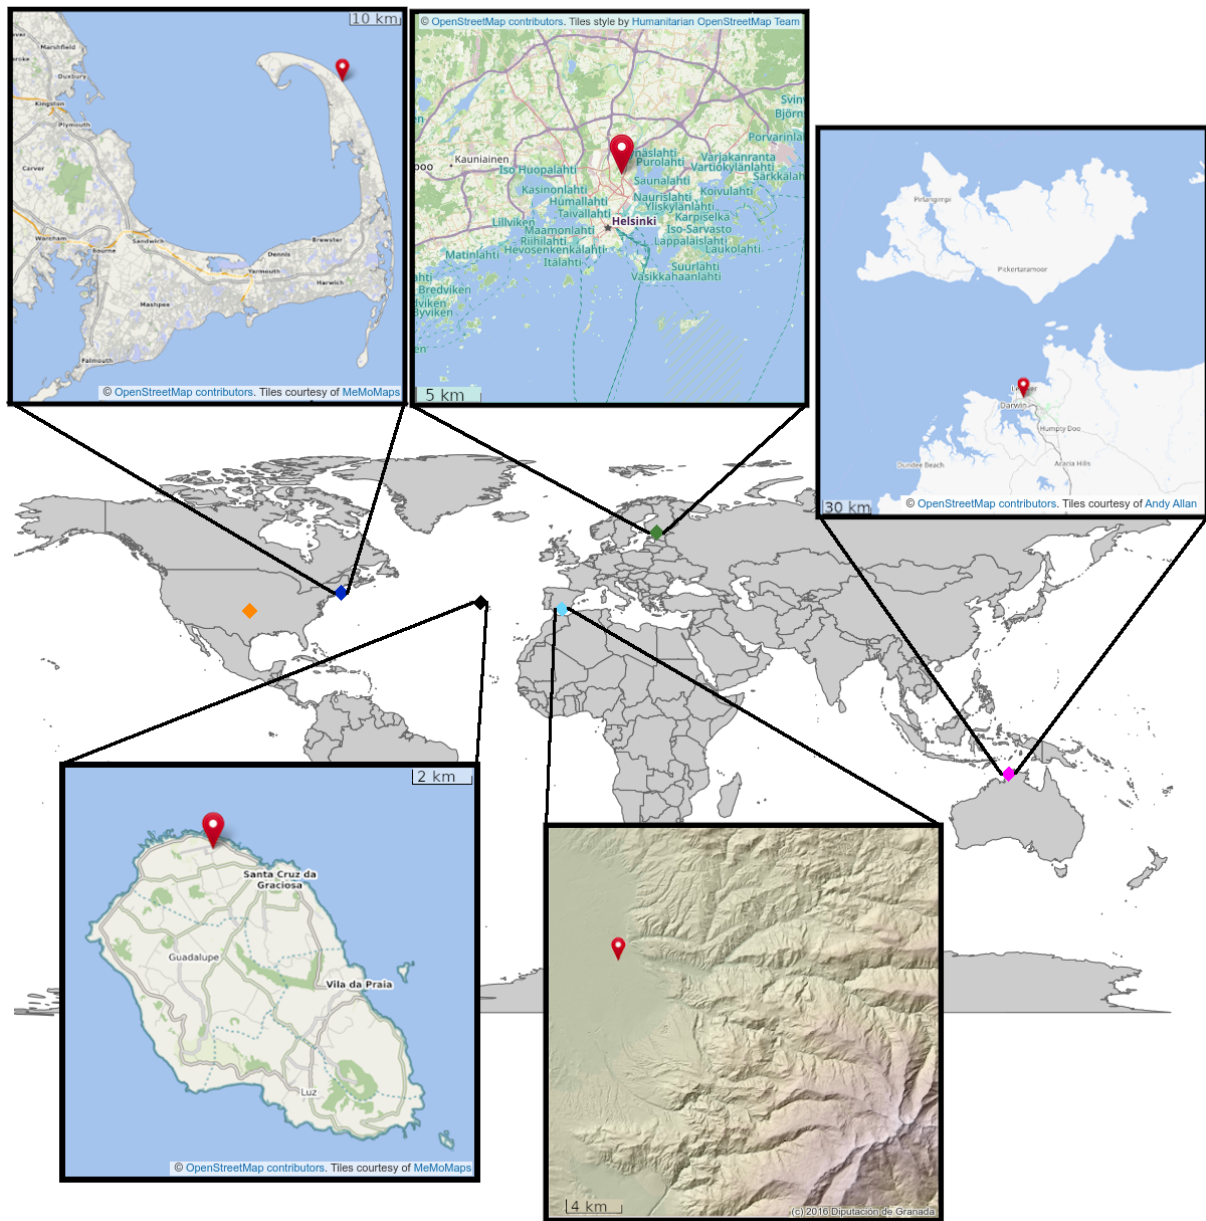 10 km
Marshfield
Duxbury
Kingston
Plymouth
Carver
Wareham
Bourne
Sandwich
Dennis
Brewster
Yarmouth
Harwich
Mashpee
Falmouth
© OpenStreetMap contributors. Tiles courtesy of MeMoMaps
© OpenStreetMap contributors. Tiles style by Humanitarian OpenStreetMap Team
Kauniainen
Iso Huopalahti
Purolahti
Varjakanranta
Vartiokylänlahti
Kasinonlahti
Saunalahti
Koivulahti
Humallahti
Naurislahti
Taivallahti
Yliskylänlahti
Lillviken
Helsinki
Karpiselkä
Maamonlahti
Iso-Sarvasto
Riihilahti
Lappalaislahti
Hevosenkenkälahti
Laukolahti
Matinlahti
Italahti
Suurlahti
Vasikkahaanlahti
Bredviken
5 km
Pirlangimpi
Pickertaramoor
Darwin
Humpty Doo
Acacia Hills
Dundee Beach
30 km
© OpenStreetMap contributors. Tiles courtesy of Andy Allan
2 km
Santa Cruz da
Graciosa
Guadalupe
Vila da Praia
Luz
© OpenStreetMap contributors. Tiles courtesy of MeMoMaps
4 km
(c) 2016 Diputación de Granada